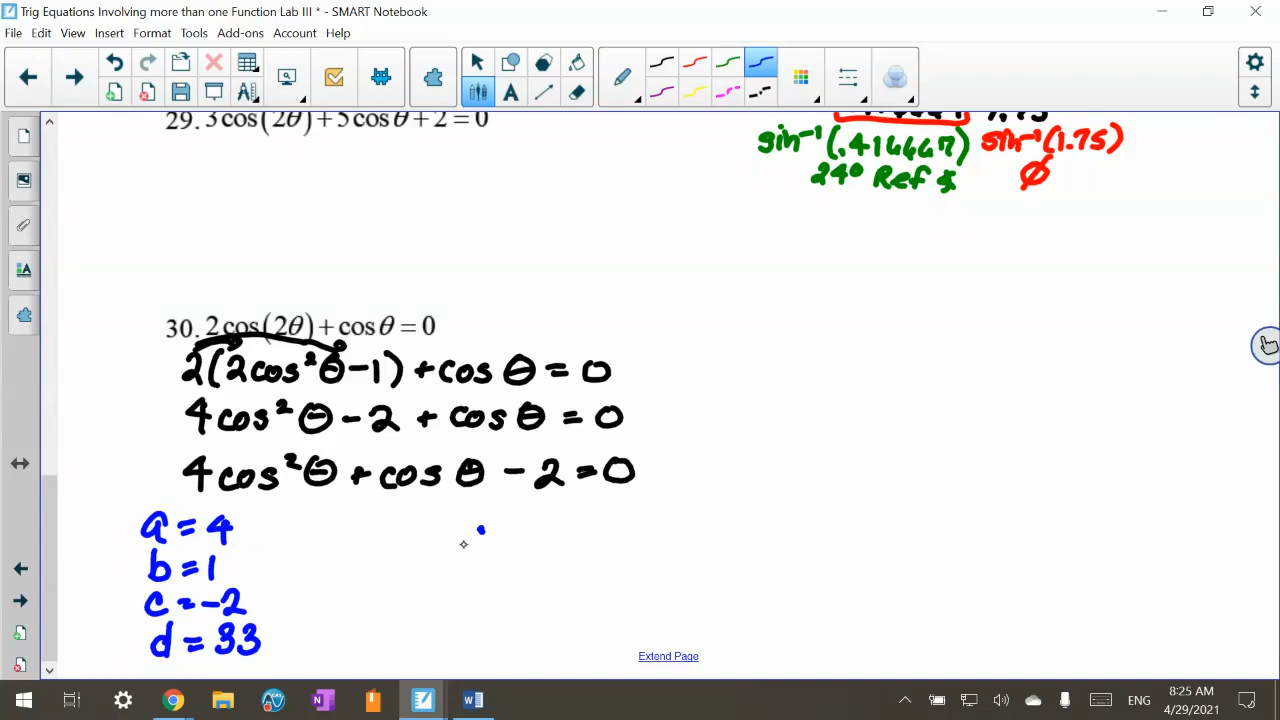 Trig Equations Involving more than one Function Lab III * - SMART Notebook
File Edit View Insert Format Tools Add-ons Account Help
29. 3cos(2θ)+5cosθ+2=0
sin⁻¹(.416667) sin⁻¹(1.75)
24° Ref ∡ ∅
30. 2cos(2θ)+cosθ=0
2(2cos²θ-1)+cosθ=0
4cos²θ-2+cosθ=0
4cos²θ+cosθ-2=0
a=4
b=1
c=-2
d=33
Extend Page
ENG
8:25 AM
4/29/2021